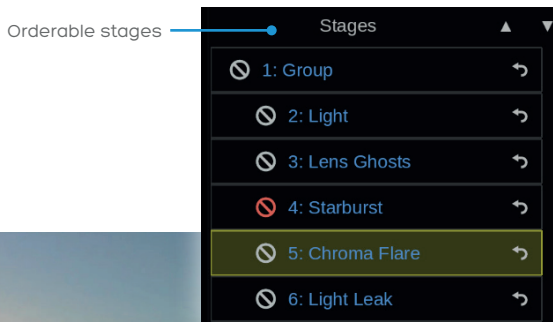 Orderable stages
Stages ▲ ▼
1: Group
2: Light
3: Lens Ghosts
4: Starburst
5: Chroma Flare
6: Light Leak